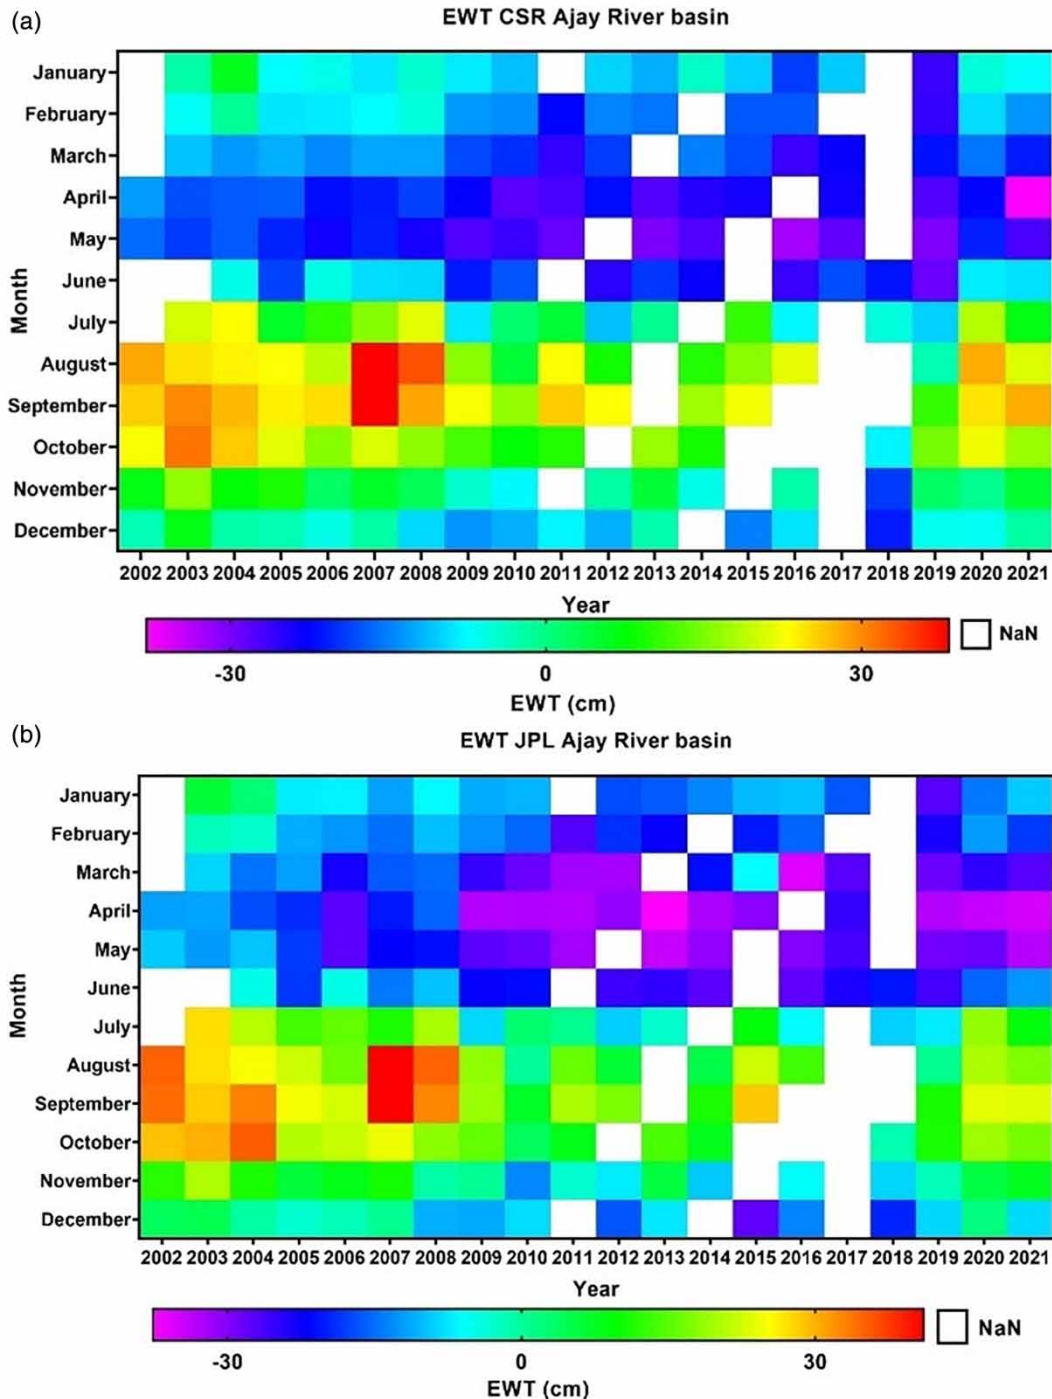 (a)
EWT CSR Ajay River basin
January
February
March
April
May
June
July
August
September
October
November
December
Month
2002 2003 2004 2005 2006 2007 2008 2009 2010 2011 2012 2013 2014 2015 2016 2017 2018 2019 2020 2021
Year
NaN
-30 0 30
EWT (cm)
(b)
EWT JPL Ajay River basin
January
February
March
April
May
June
July
August
September
October
November
December
Month
2002 2003 2004 2005 2006 2007 2008 2009 2010 2011 2012 2013 2014 2015 2016 2017 2018 2019 2020 2021
Year
NaN
-30 0 30
EWT (cm)